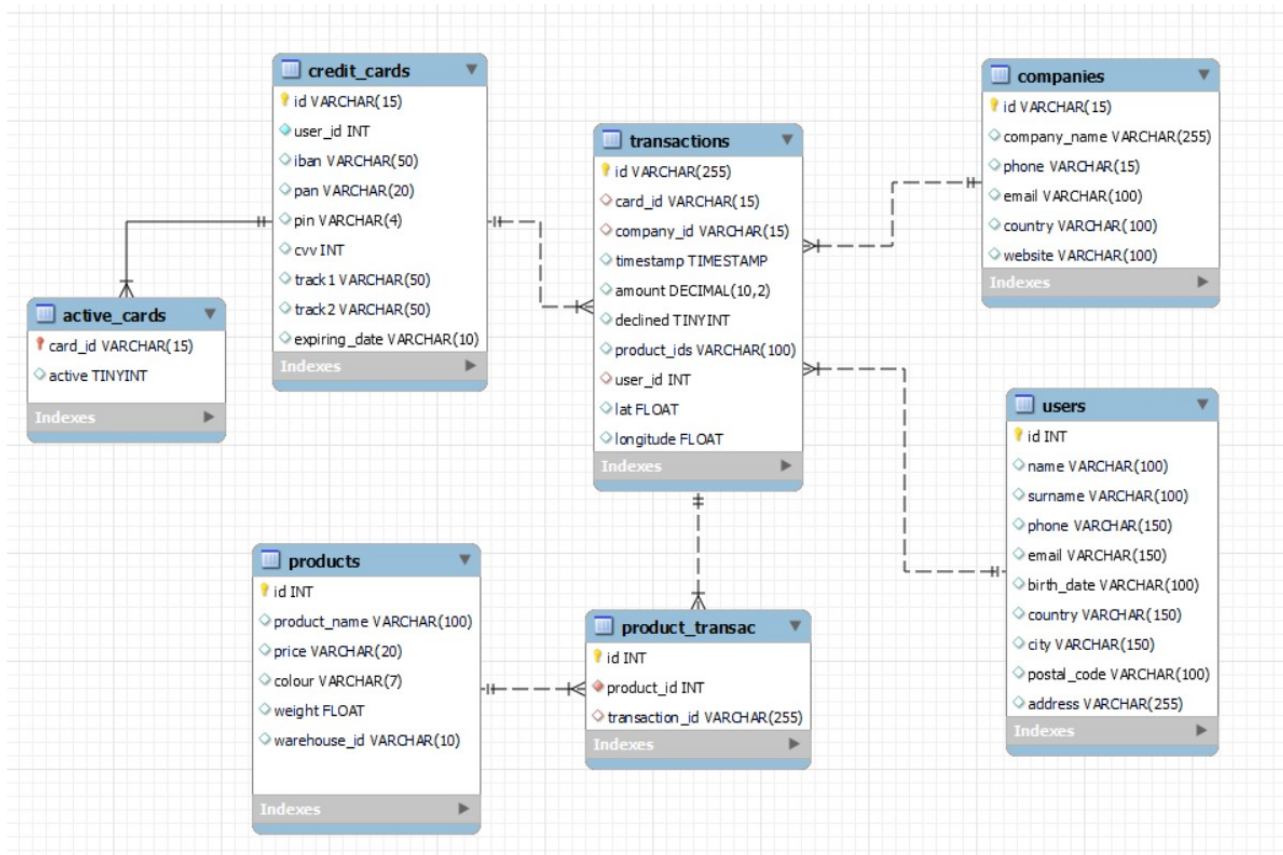 credit_cards
id VARCHAR(15)
user_id INT
iban VARCHAR(50)
pan VARCHAR(20)
pin VARCHAR(4)
cvv INT
track1 VARCHAR(50)
track2 VARCHAR(50)
expiring_date VARCHAR(10)
Indexes
companies
id VARCHAR(15)
company_name VARCHAR(255)
phone VARCHAR(15)
email VARCHAR(100)
country VARCHAR(100)
website VARCHAR(100)
Indexes
transactions
id VARCHAR(255)
card_id VARCHAR(15)
company_id VARCHAR(15)
timestamp TIMESTAMP
amount DECIMAL(10,2)
declined TINYINT
product_ids VARCHAR(100)
user_id INT
lat FLOAT
longitude FLOAT
Indexes
active_cards
card_id VARCHAR(15)
active TINYINT
Indexes
users
id INT
name VARCHAR(100)
surname VARCHAR(100)
phone VARCHAR(150)
email VARCHAR(150)
birth_date VARCHAR(100)
country VARCHAR(150)
city VARCHAR(150)
postal_code VARCHAR(100)
address VARCHAR(255)
Indexes
products
id INT
product_name VARCHAR(100)
price VARCHAR(20)
colour VARCHAR(7)
weight FLOAT
warehouse_id VARCHAR(10)
Indexes
product_transac
id INT
product_id INT
transaction_id VARCHAR(255)
Indexes